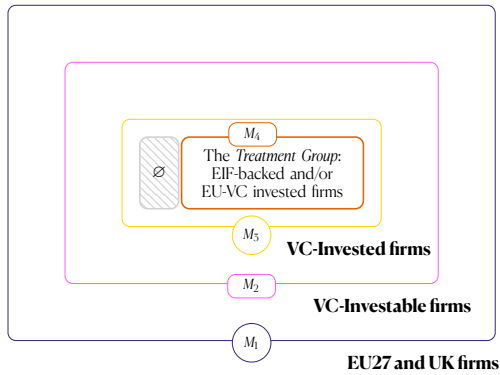 M4
∅
The Treatment Group:
EIF-backed and/or
EU-VC invested firms
M3
VC-Invested firms
M2
VC-Investable firms
M1
EU27 and UK firms